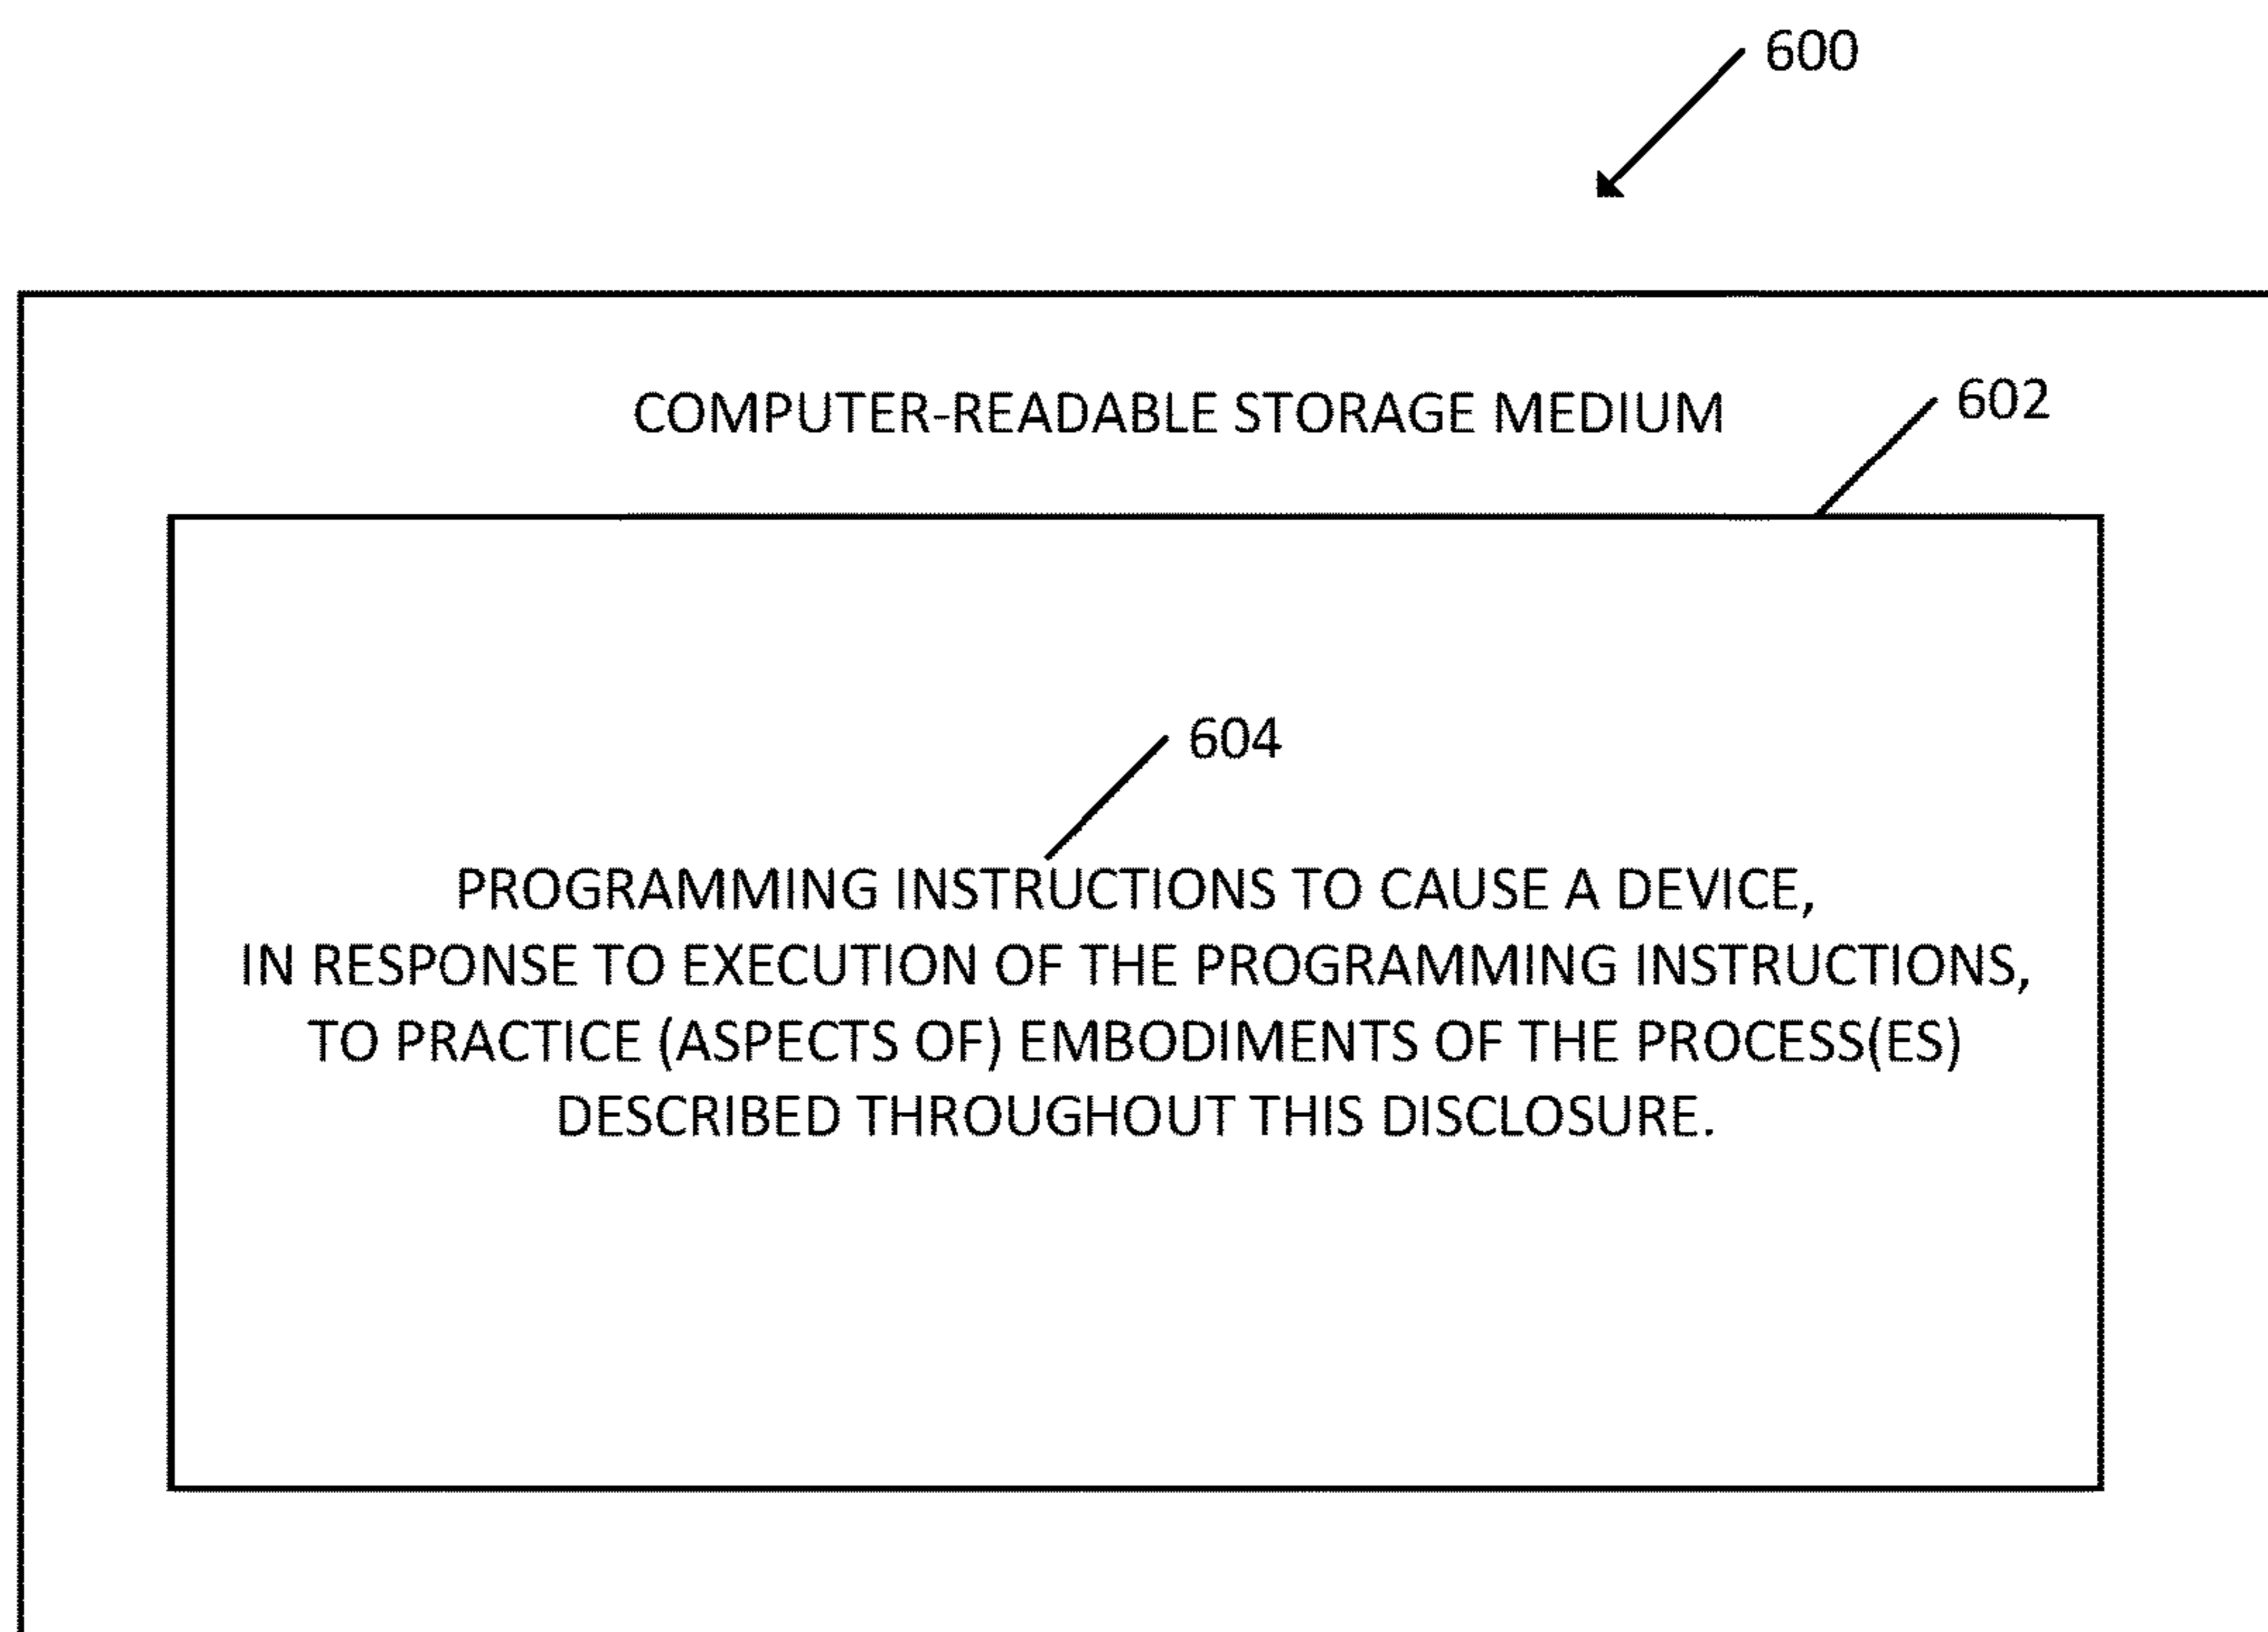 600
COMPUTER-READABLE STORAGE MEDIUM
602
604
PROGRAMMING INSTRUCTIONS TO CAUSE A DEVICE,
IN RESPONSE TO EXECUTION OF THE PROGRAMMING INSTRUCTIONS,
TO PRACTICE (ASPECTS OF) EMBODIMENTS OF THE PROCESS(ES)
DESCRIBED THROUGHOUT THIS DISCLOSURE.